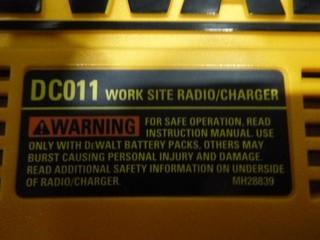 DC011 WORK SITE RADIO/CHARGER
WARNING FOR SAFE OPERATION, READ
INSTRUCTION MANUAL. USE
ONLY WITH DEWALT BATTERY PACKS, OTHERS MAY
BURST CAUSING PERSONAL INJURY AND DAMAGE.
READ ADDITIONAL SAFETY INFORMATION ON UNDERSIDE
OF RADIO/CHARGER. MH28839